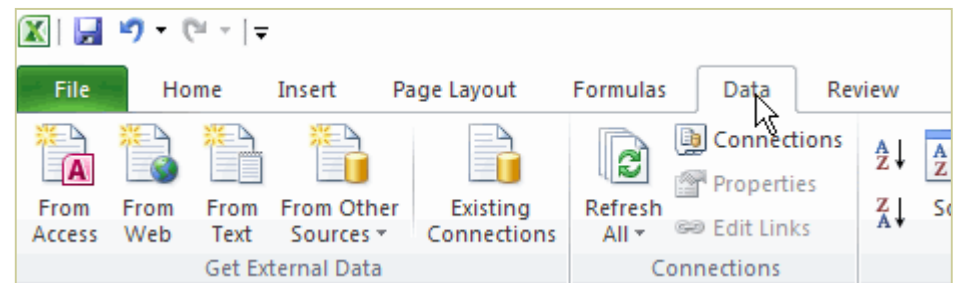 File Home Insert Page Layout Formulas Data Review
From Access
From Web
From Text
From Other Sources
Existing Connections
Get External Data
Refresh All
Connections
Properties
Edit Links
Connections
A
Z
Z
A
A
Z